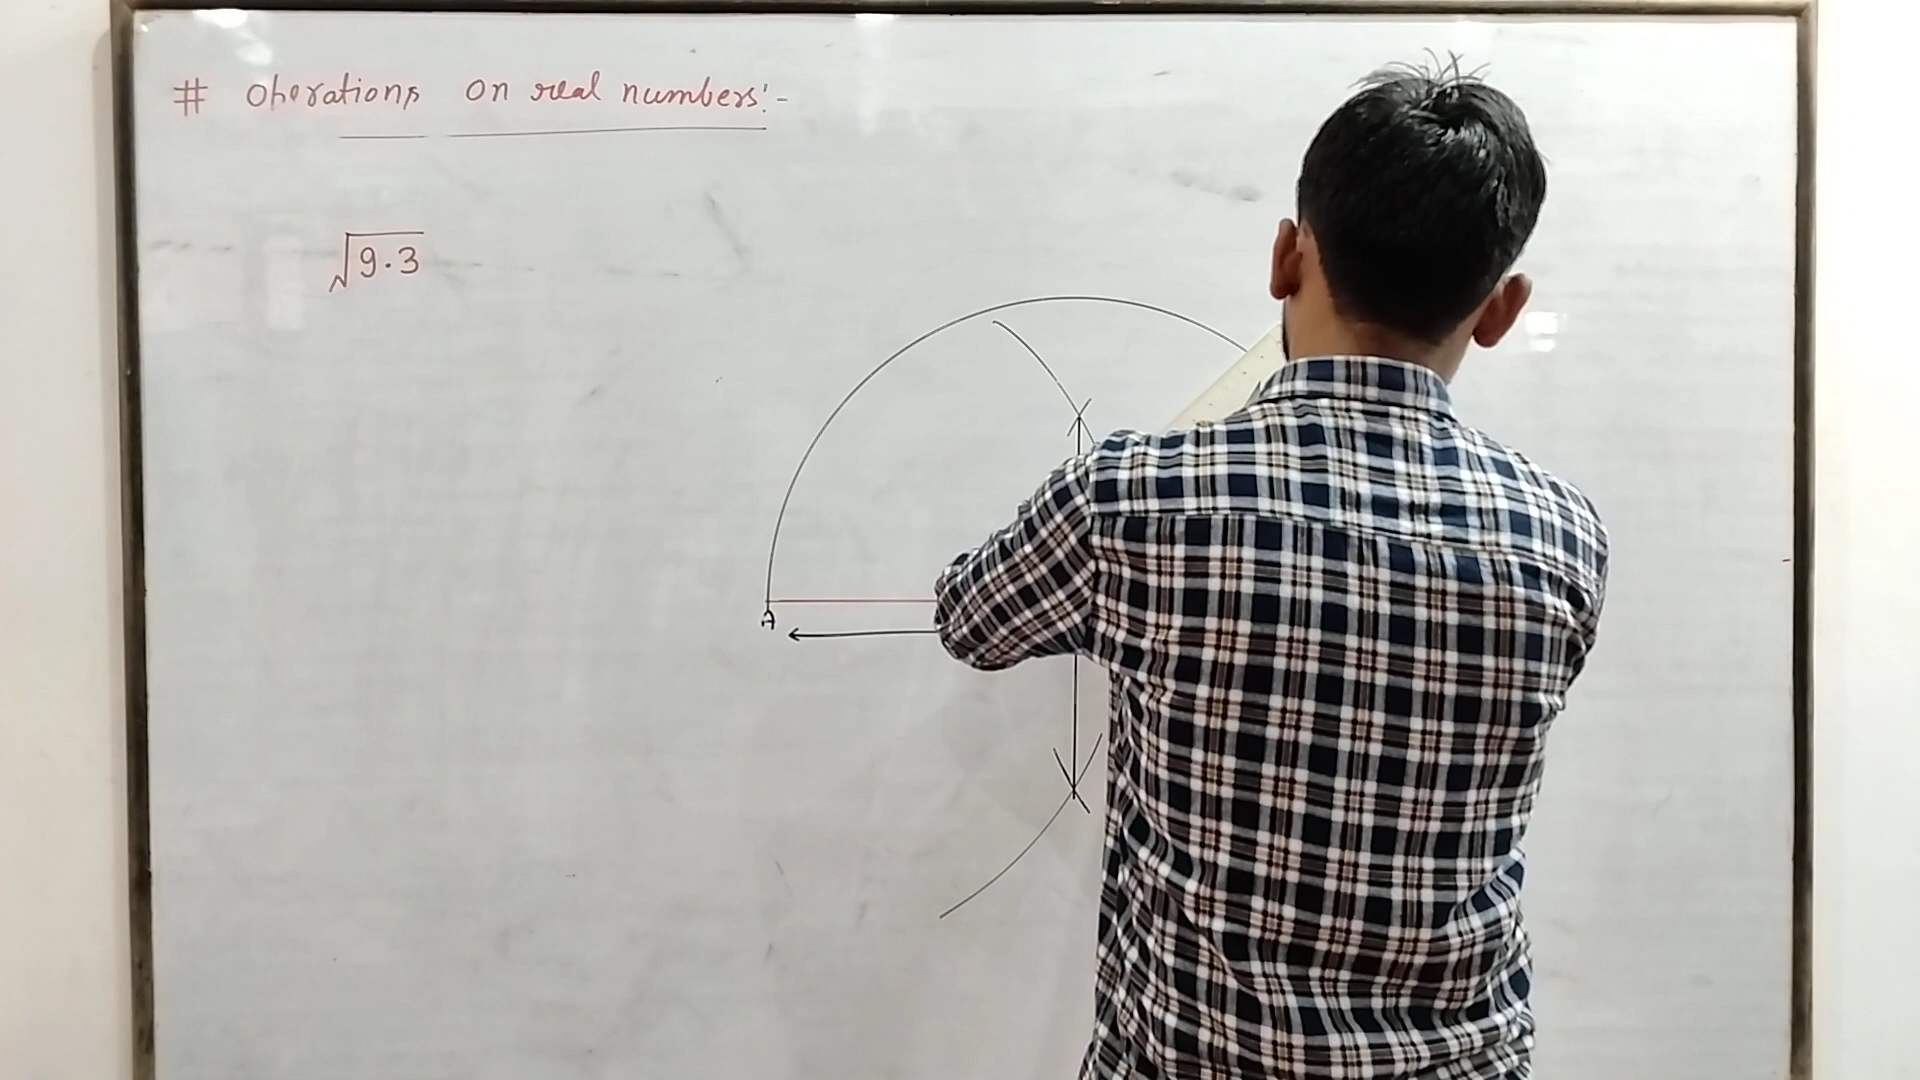 # Operations on real numbers:-
√9.3
A